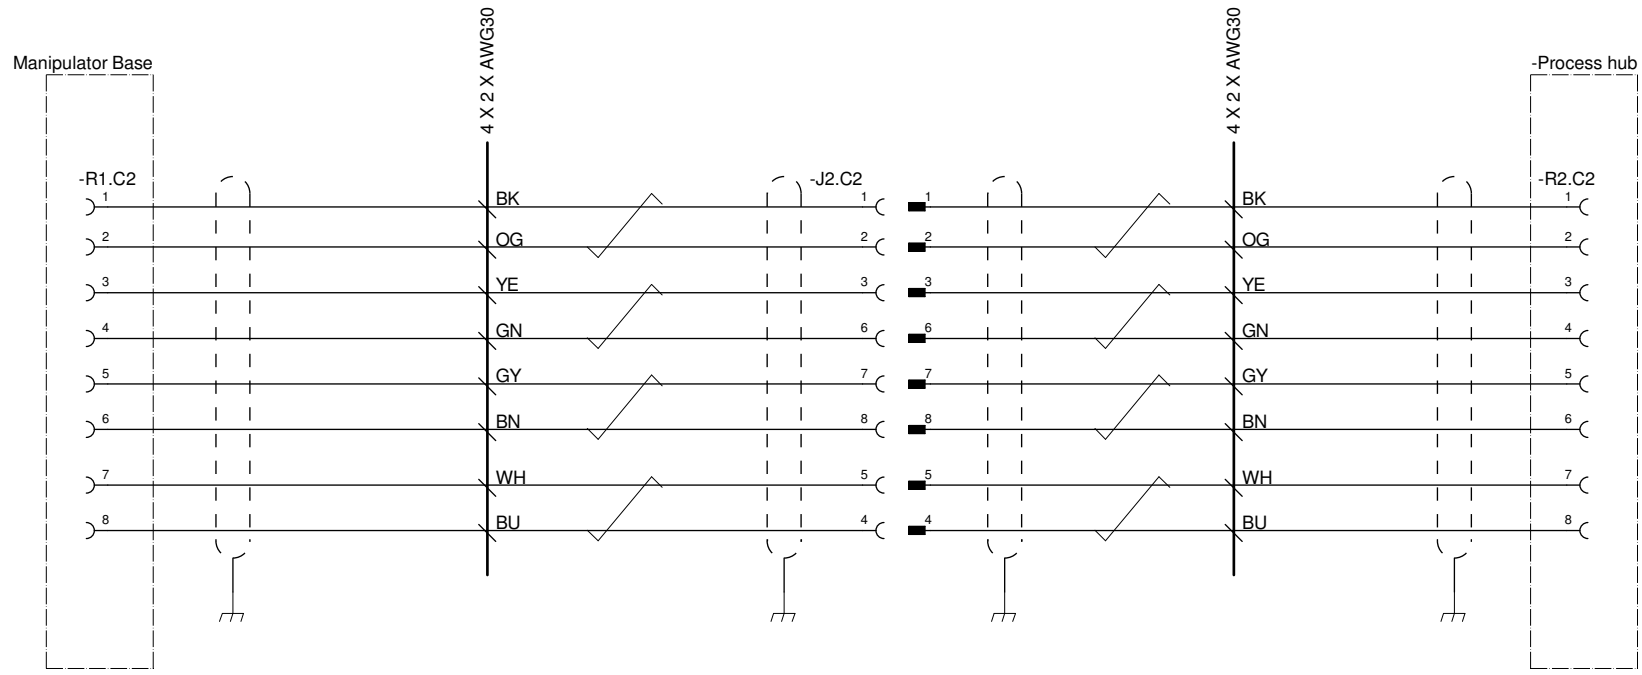 4 X 2 X AWG30
4 X 2 X AWG30
Manipulator Base
-Process hub
-R1.C2
-J2.C2
-R2.C2
1 BK 1 1 BK 1
2 OG 2 2 OG 2
3 YE 3 3 YE 3
4 GN 6 6 GN 4
5 GY 7 7 GY 5
6 BN 8 8 BN 6
7 WH 5 5 WH 7
8 BU 4 4 BU 8